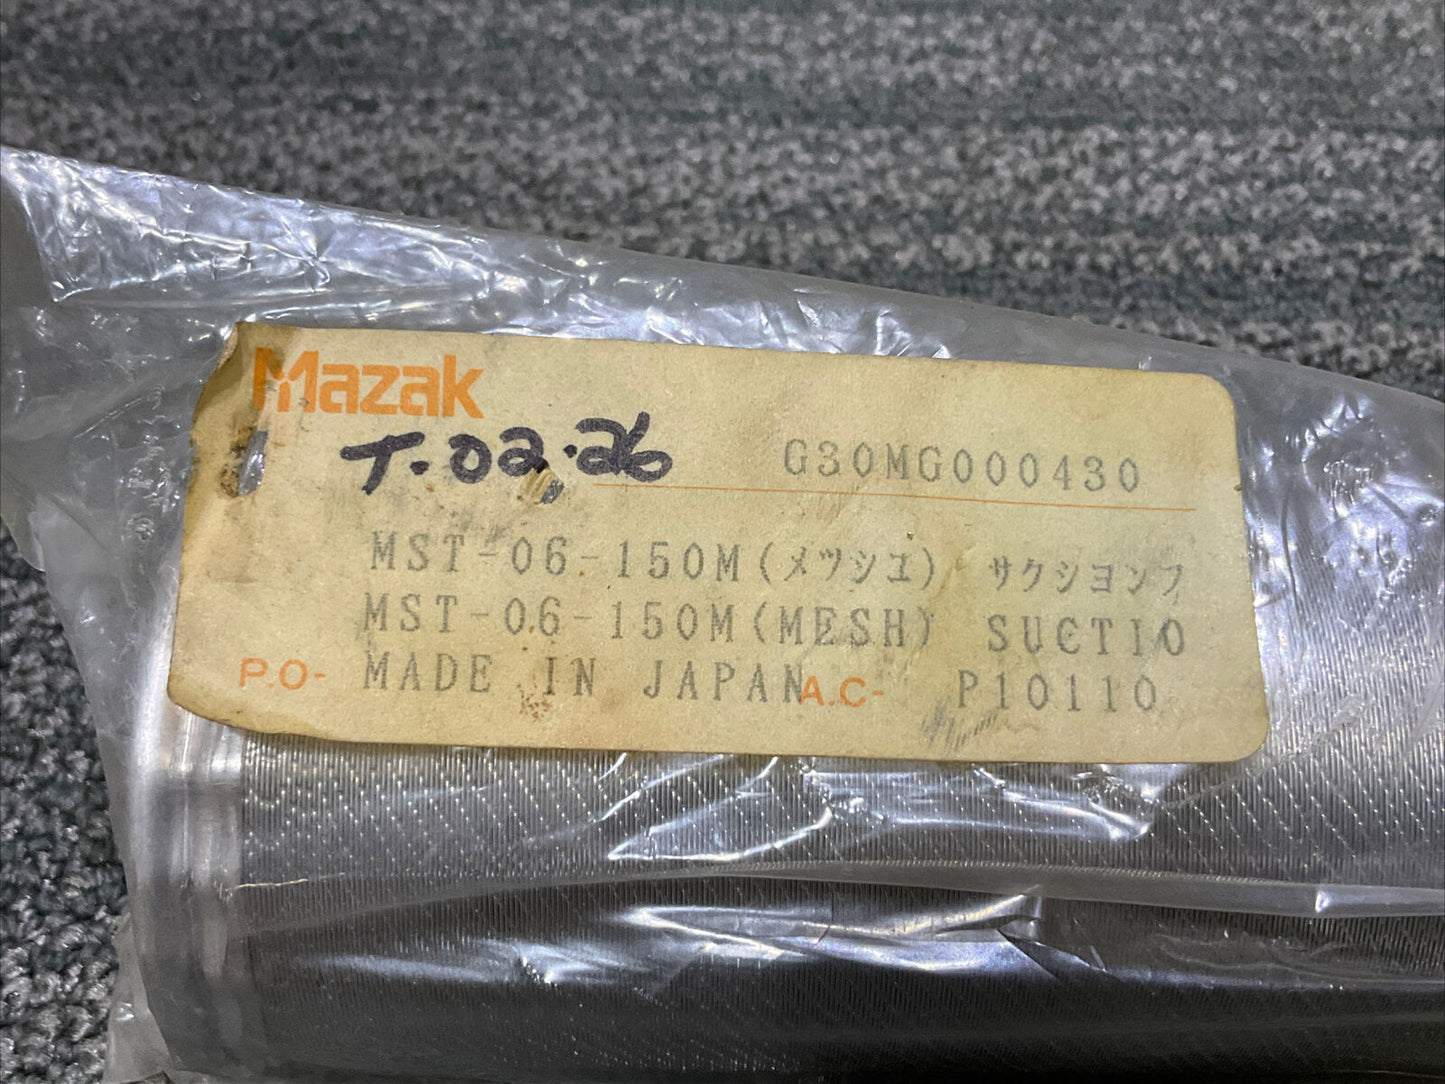 Mazak
T.02.26
G30MG000430
MST-06-150M(メツシユ) サクシヨンフ
MST-06-150M(MESH) SUCTIO
P.O- MADE IN JAPAN A.C- P10110